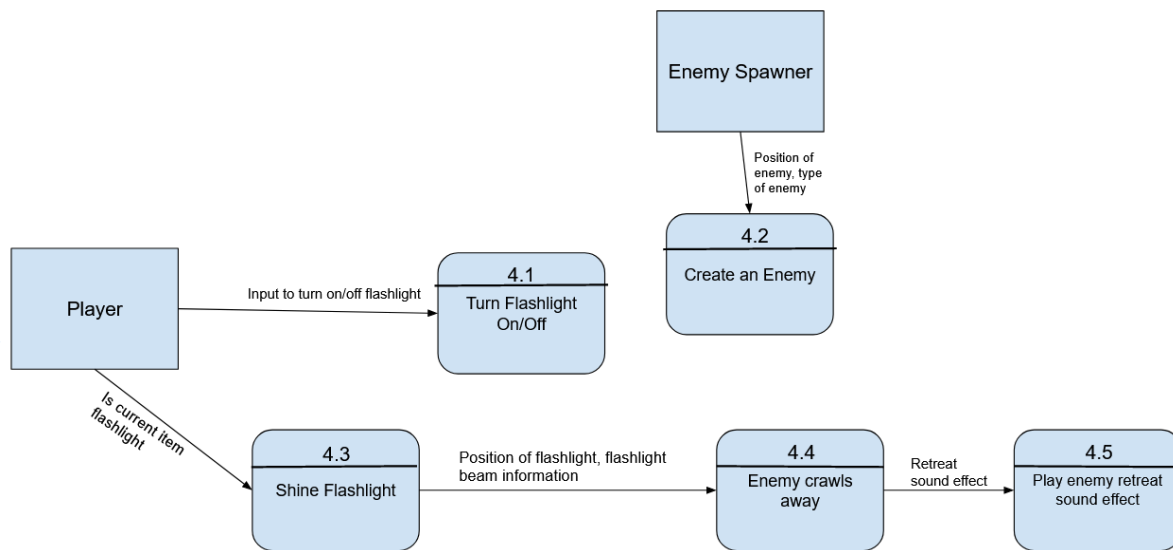 Enemy Spawner
Position of
enemy, type
of enemy
4.2
Create an Enemy
Player
Input to turn on/off flashlight
4.1
Turn Flashlight
On/Off
Is current item
flashlight
4.3
Shine Flashlight
Position of flashlight, flashlight
beam information
4.4
Enemy crawls
away
Retreat
sound effect
4.5
Play enemy retreat
sound effect